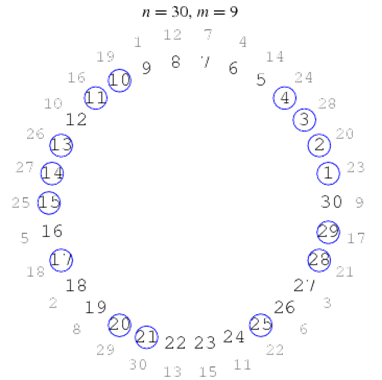 n = 30, m = 9
12 7
1 4
19 8 7 14
9 6
16 10 5 24
11 4
10 12 3 28
26 13 2 20
27 14 1 23
25 15 30 9
5 16 29 17
18 17 28 21
18 27
2 19 26 3
8 20 25 6
21 22 23 24
29 22
30 11
13 15